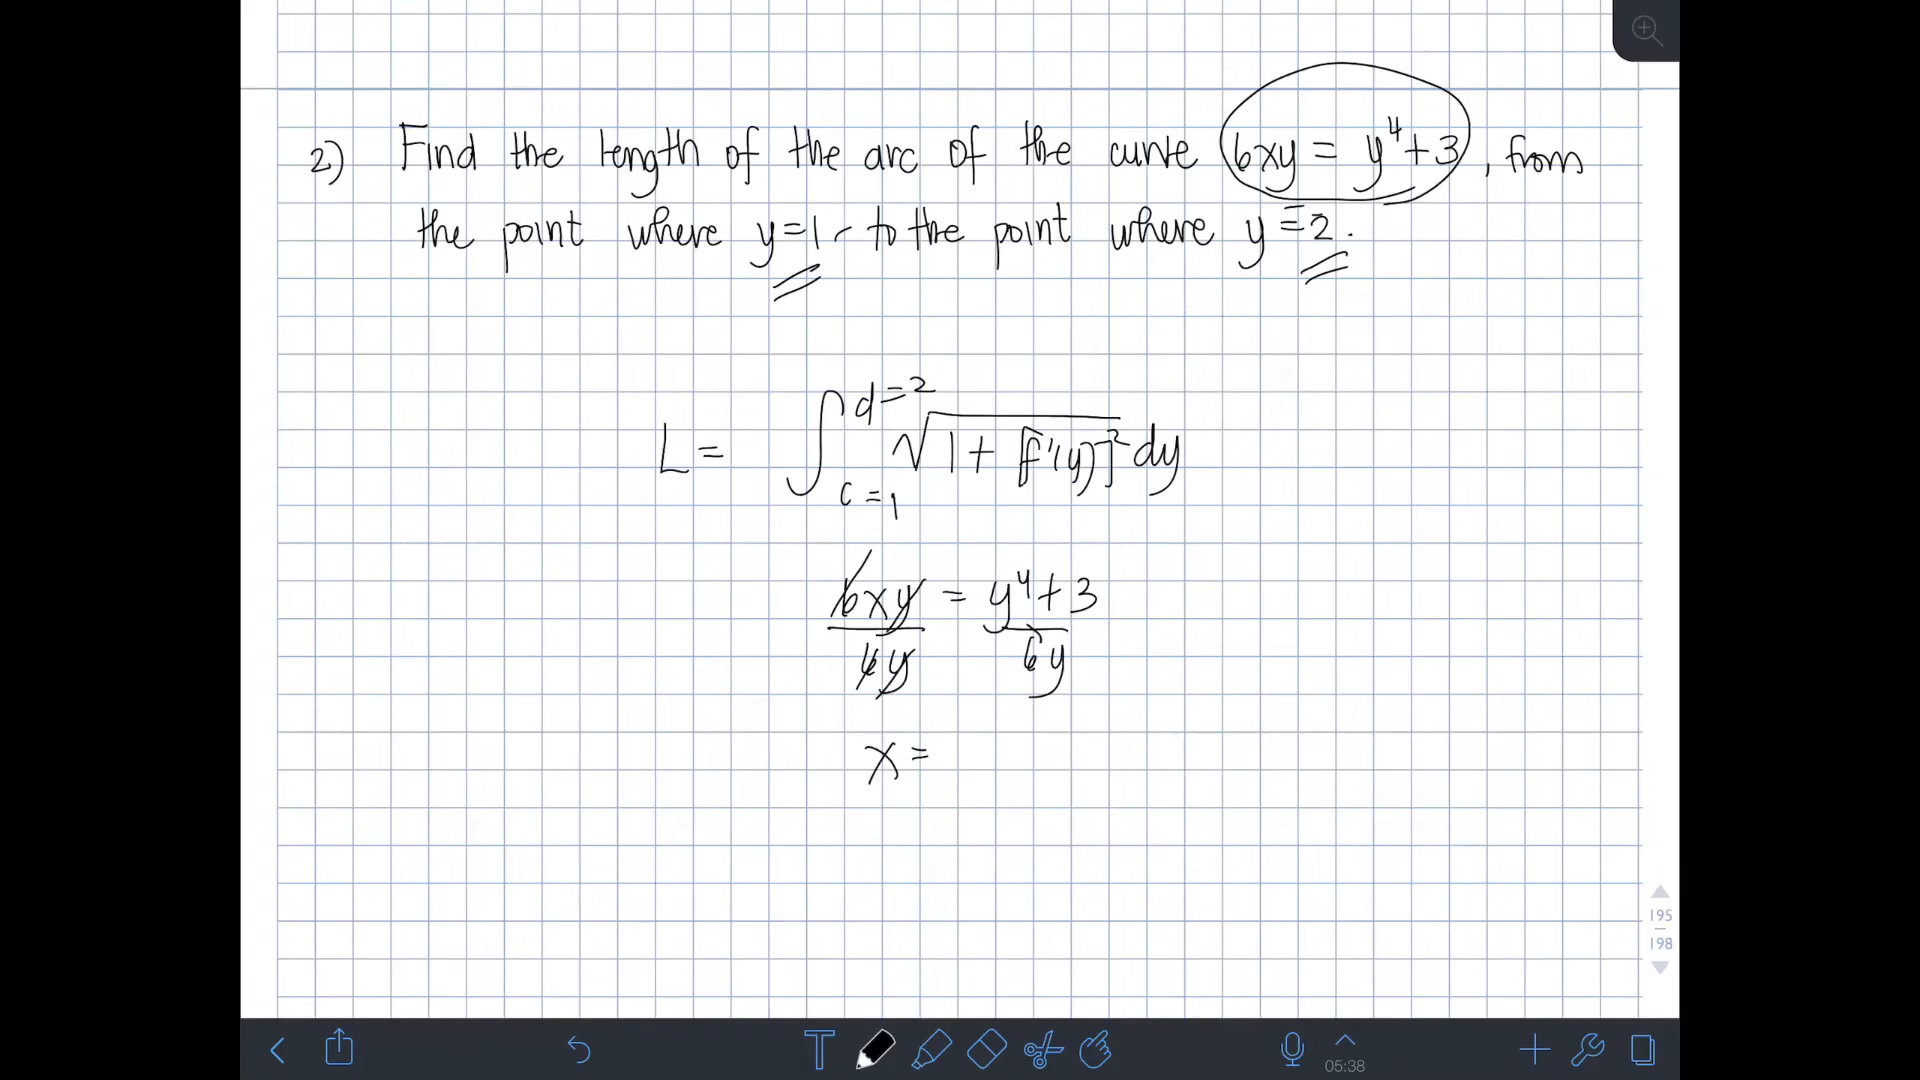 2) Find the length of the arc of the curve 6xy = y⁴+3, from
the point where y=1 to the point where y=2.
L = ∫ d=2 c=1 √1+[f'(y)]² dy
6xy = y⁴+3
6y 6y
x =
195
198
T
05:38